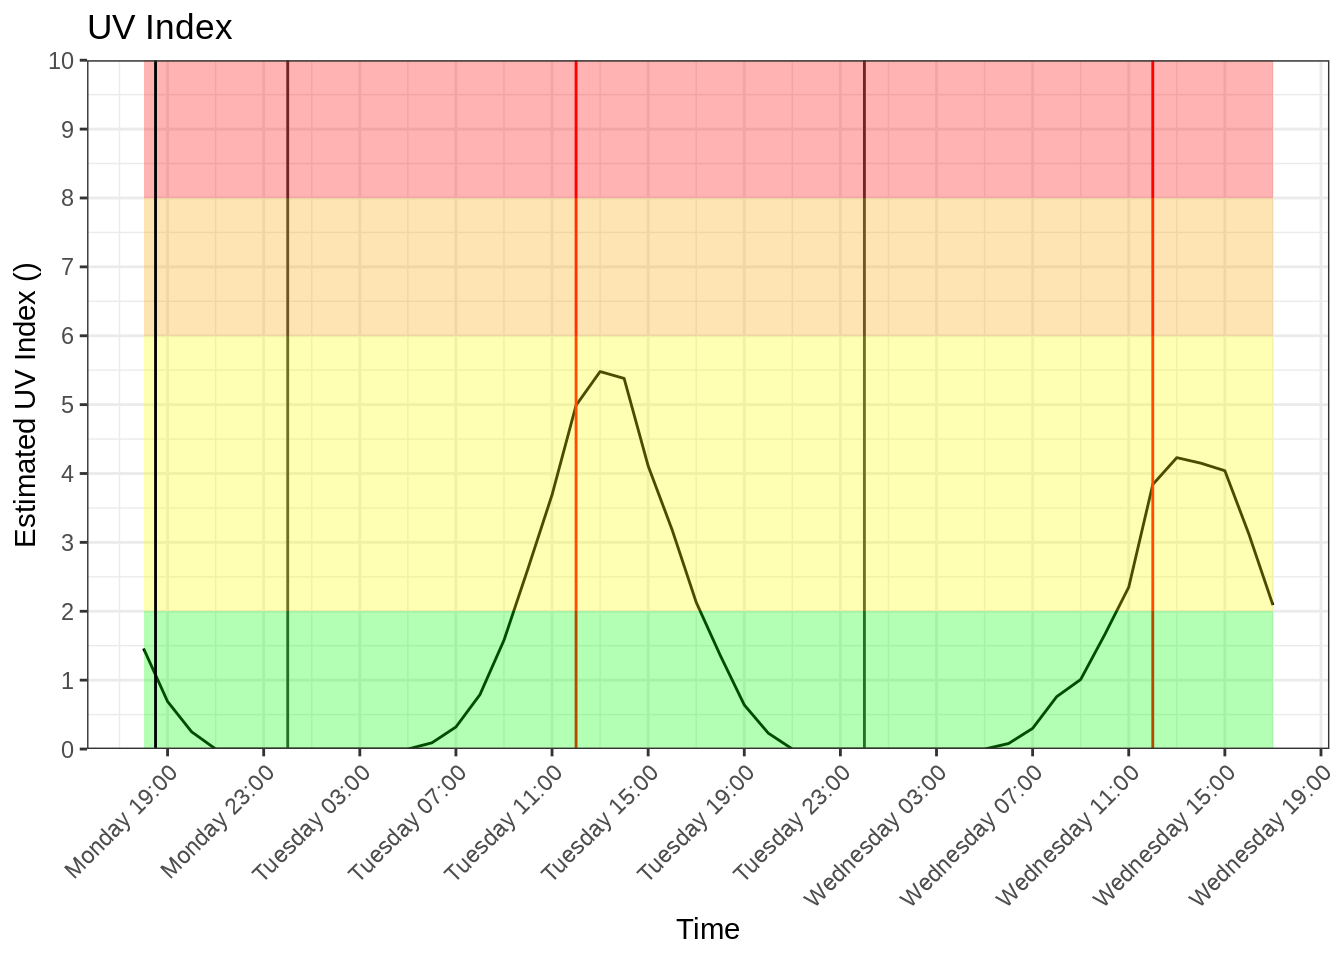 UV Index
10
9
8
7
6
5
4
3
2
1
0
Estimated UV Index ()
Monday 19:00
Monday 23:00
Tuesday 03:00
Tuesday 07:00
Tuesday 11:00
Tuesday 15:00
Tuesday 19:00
Tuesday 23:00
Wednesday 03:00
Wednesday 07:00
Wednesday 11:00
Wednesday 15:00
Wednesday 19:00
Time